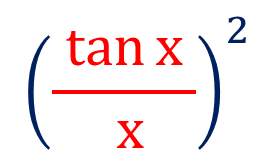 (tan x / x)²